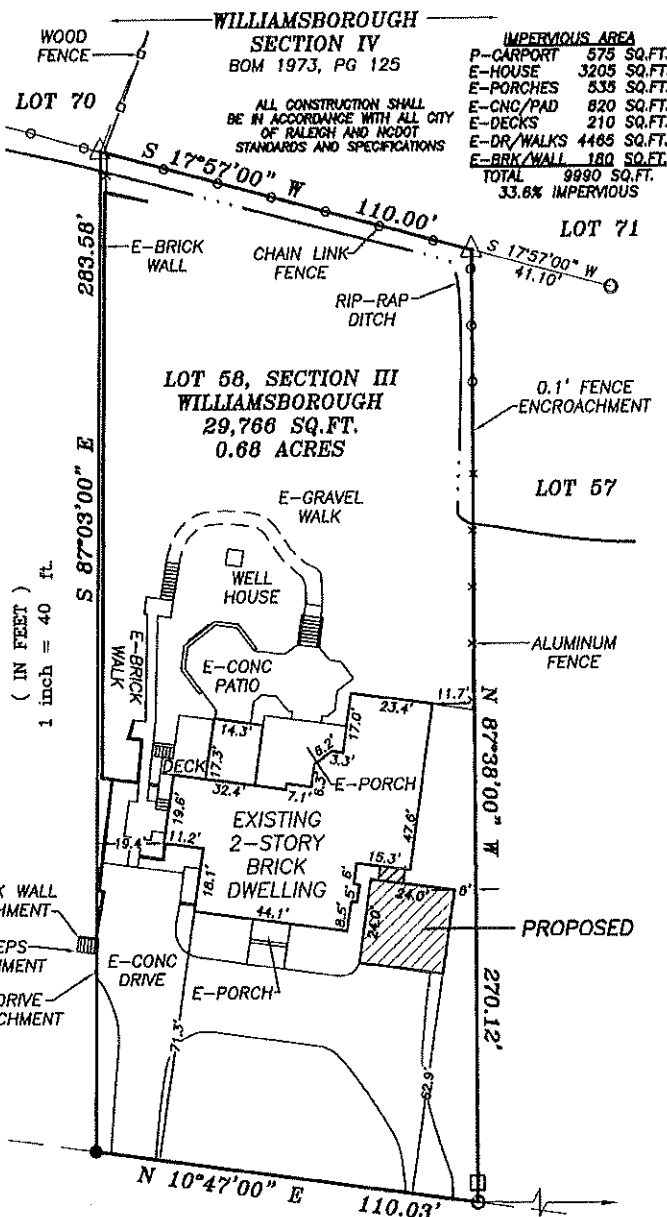 WILLIAMSBOROUGH
SECTION IV
BOM 1973, PG 125
WOOD
FENCE
LOT 70
ALL CONSTRUCTION SHALL
BE IN ACCORDANCE WITH ALL CITY
OF RALEIGH AND NCDOT
STANDARDS AND SPECIFICATIONS
IMPERVIOUS AREA
P-CARPORT 575 SQ.FT.
E-HOUSE 3205 SQ.FT.
E-PORCHES 535 SQ.FT.
E-CNC/PAD 820 SQ.FT.
E-DECKS 210 SQ.FT.
E-DR/WALKS 4465 SQ.FT.
E-BRK/WALL 180 SQ.FT.
TOTAL 9990 SQ.FT.
33.6% IMPERVIOUS
S 17°57'00" W 110.00'
LOT 71
S 17°57'00" W
41.10'
E-BRICK
WALL
CHAIN LINK
FENCE
RIP-RAP
DITCH
283.58'
S 87°03'00" E
LOT 58, SECTION III
WILLIAMSBOROUGH
29,766 SQ.FT.
0.68 ACRES
0.1' FENCE
ENCROACHMENT
LOT 57
E-GRAVEL
WALK
WELL
HOUSE
( IN FEET )
1 inch = 40 ft.
E-BRICK
WALK
E-CONC
PATIO
ALUMINUM
FENCE
11.7'
23.4'
N 87°38'00" W
14.3'
17.0'
17.3'
8.2'
3.3'
DECK
32.4'
7.1'
6.3'
E-PORCH
19.6'
47.6'
EXISTING
2-STORY
BRICK
DWELLING
19.4'
11.2'
18.1'
15.3'
6'
5'
8.5'
24.0'
24.0'
6'
44.1'
PROPOSED
K WALL
CHMENT
EPS
HMENT
DRIVE
ACHMENT
E-CONC
DRIVE
E-PORCH
270.12'
71.3'
62.9'
N 10°47'00" E 110.03'